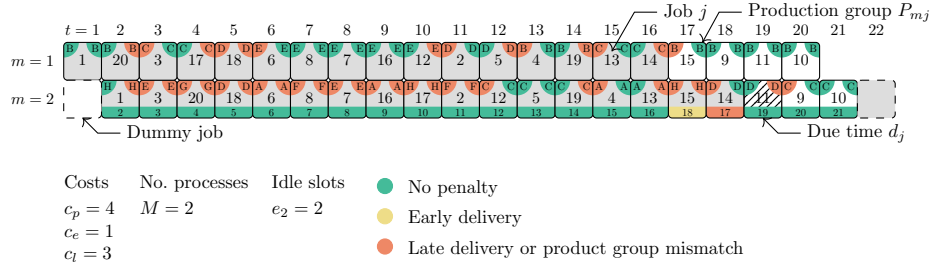 t = 1 2 3 4 5 6 7 8 9 10 11 12 13 14 15 16 17 18 19 20 21 22
Job j
Production group P_mj
B B B B C C C C D D E E E E E E E E E E D D D D B B B B C C C C B B B B B B B B
m = 1 1 20 3 17 18 6 8 7 16 12 2 5 4 19 13 14 15 9 11 10
H H E E G G D D A A F F E E A A H H F F C C C C C C A A A A H H D D D D C C C C
m = 2 1 3 20 18 6 8 7 16 17 2 12 5 19 4 13 15 14 11 9 10
2 3 4 5 6 7 8 9 10 11 12 13 14 15 16 18 17 19 20 21
Dummy job
Due time d_j
Costs No. processes Idle slots
c_p = 4 M = 2 e_2 = 2
c_e = 1
c_l = 3
No penalty
Early delivery
Late delivery or product group mismatch